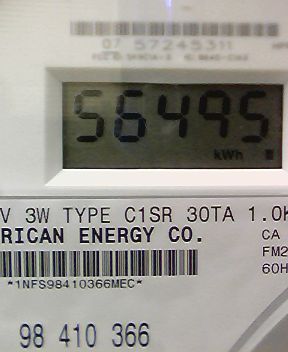 07 57245311
56495
kWh
V 3W TYPE C1SR 30TA 1.0K
RICAN ENERGY CO.
CA
FM2
60H
*1NFS98410366MEC*
98 410 366